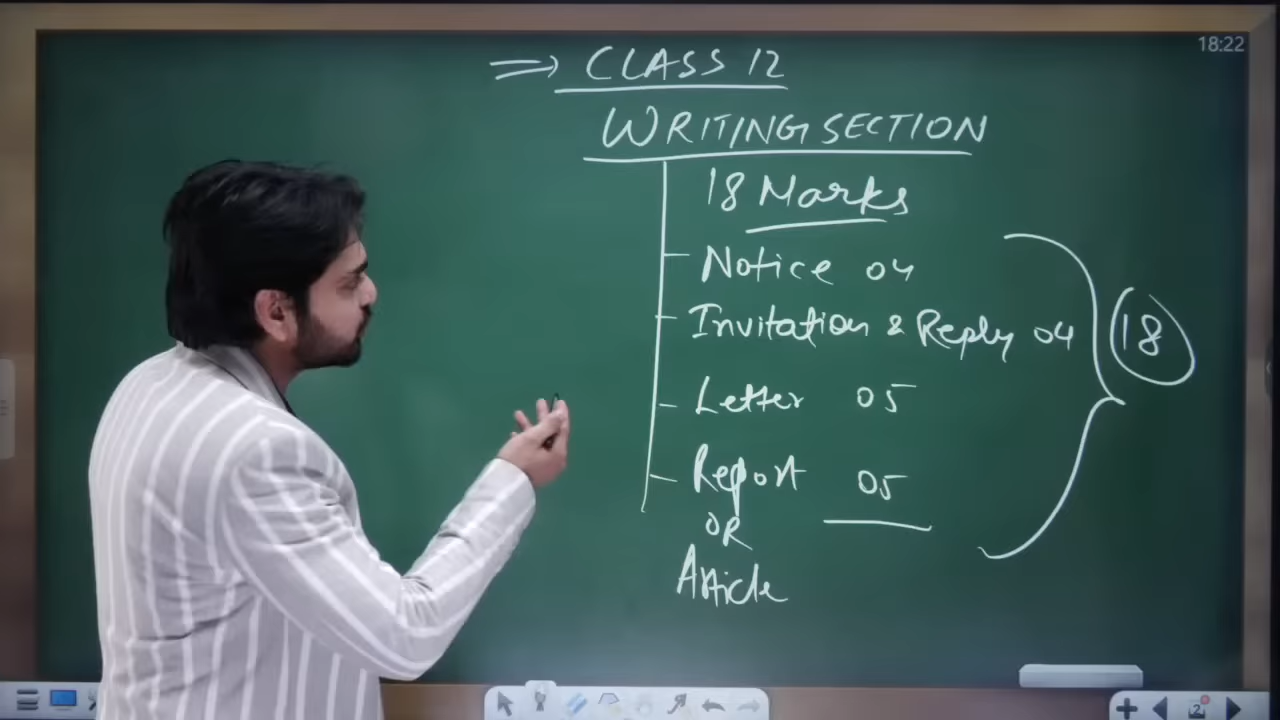 18:22
⇒ CLASS 12
WRITING SECTION
18 Marks
Notice 04
Invitation & Reply 04
Letter 05
Report 05
OR
Article
18
2